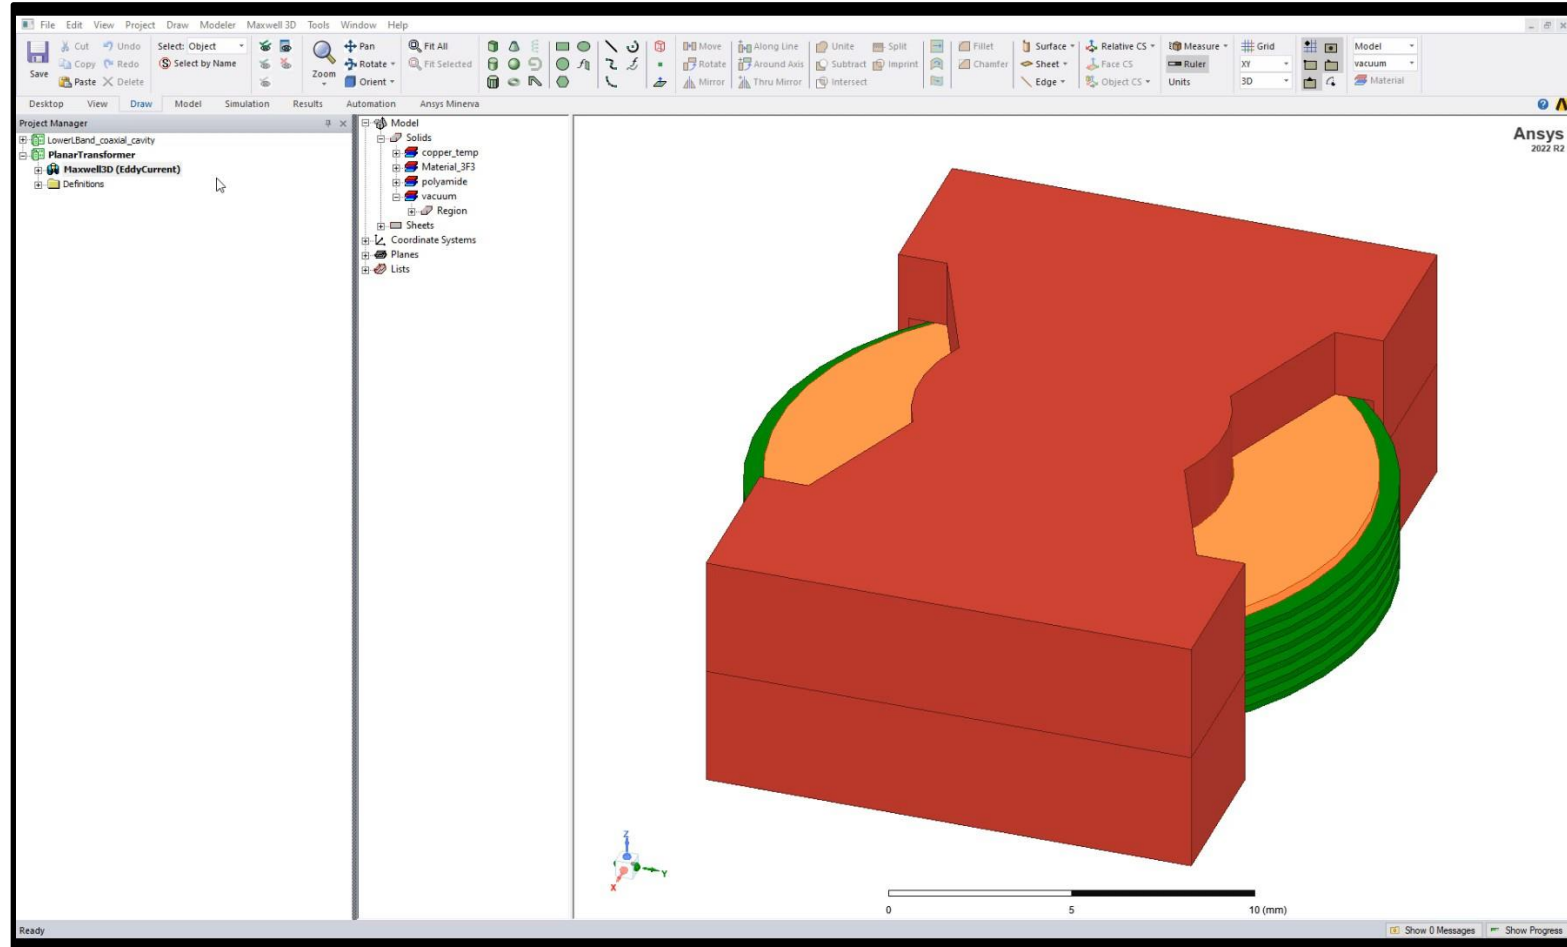 File Edit View Project Draw Modeler Maxwell 3D Tools Window Help
Save
Cut Undo
Copy Redo
Paste Delete
Select: Object
Select by Name
Zoom
Pan
Rotate
Orient
Fit All
Fit Selected
Move
Rotate
Mirror
Along Line
Around Axis
Thru Mirror
Unite Split
Subtract Imprint
Intersect
Fillet
Chamfer
Surface
Sheet
Edge
Relative CS
Face CS
Object CS
Measure
Ruler
Units
Grid
XY
3D
Model
vacuum
Material
Desktop View Draw Model Simulation Results Automation Ansys Minerva
Project Manager
LowerLBand_coaxial_cavity
PlanarTransformer
Maxwell3D (EddyCurrent)
Definitions
Model
Solids
copper_temp
Material_3F3
polyamide
vacuum
Region
Sheets
Coordinate Systems
Planes
Lists
Ansys
2022 R2
Z
Y
X
0 5 10 (mm)
Ready
Show 0 Messages Show Progress